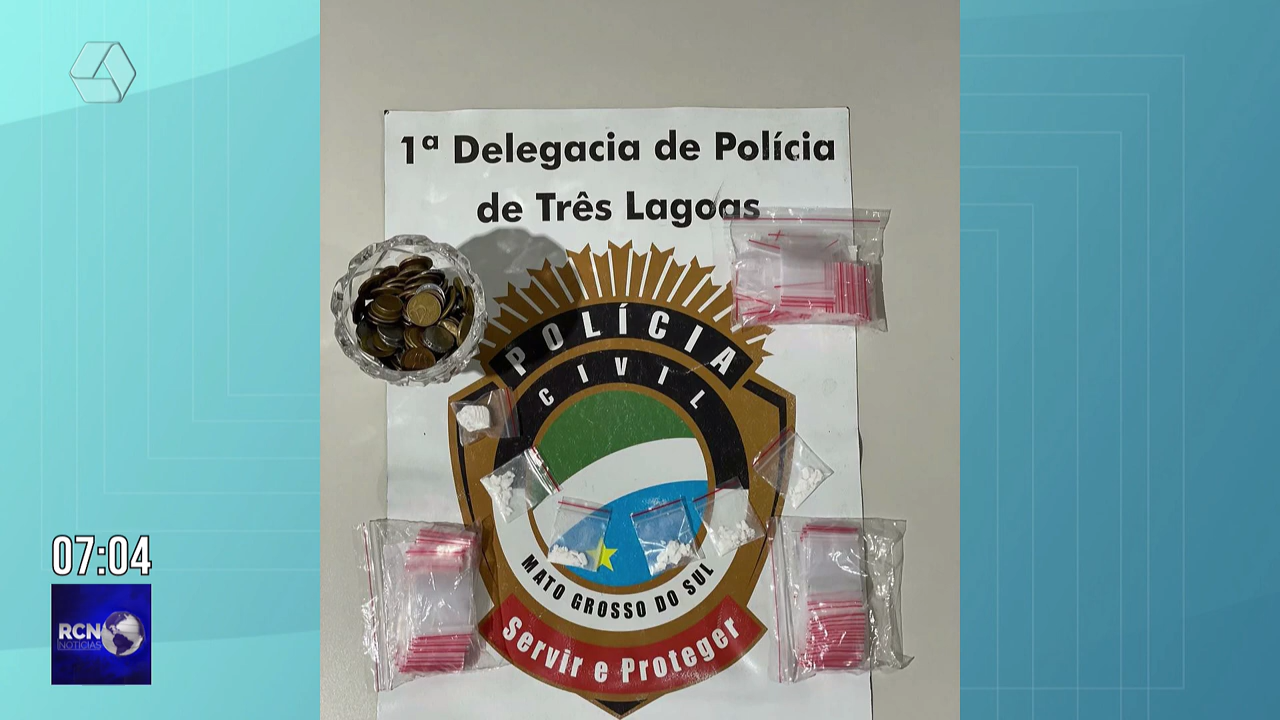 1ª Delegacia de Polícia
de Três Lagoas
POLÍCIA
CIVIL
MATO GROSSO DO SUL
Servir e Proteger
07:04
RCN
NOTÍCIAS